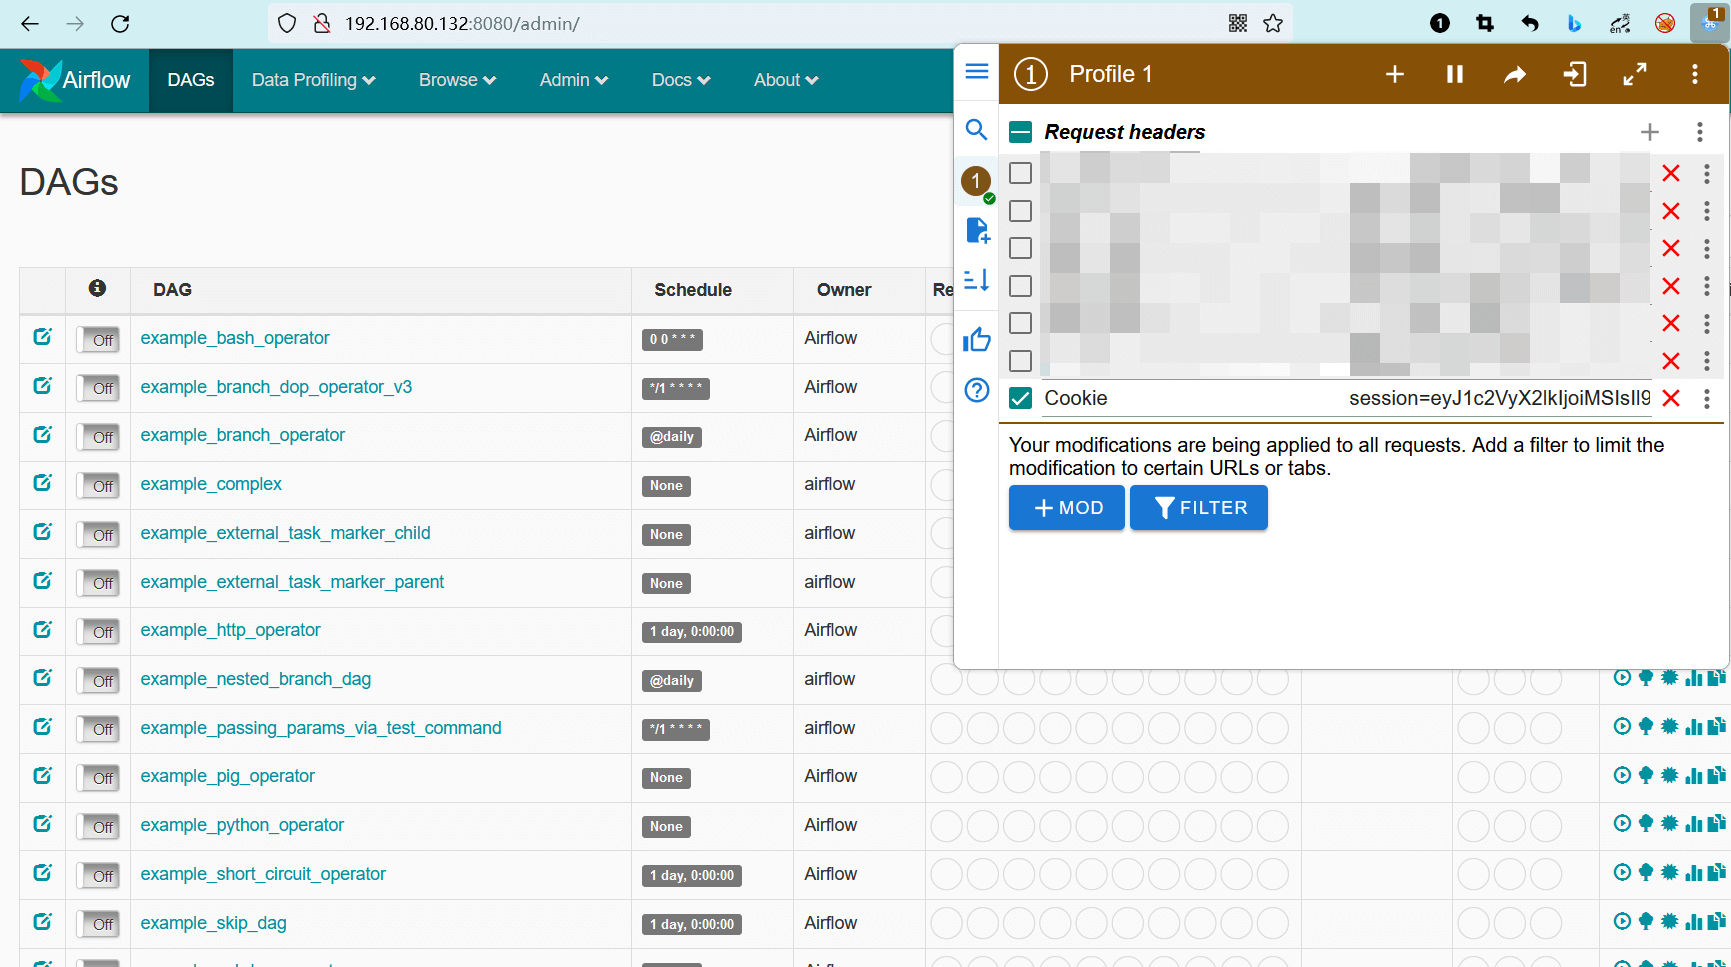 192.168.80.132:8080/admin/
1
英
en
1
Airflow
DAGs
Data Profiling
Browse
Admin
Docs
About
1
Profile 1
Request headers
1
Cookie
session=eyJ1c2VyX2lkIjoiMSIsIl9
Your modifications are being applied to all requests. Add a filter to limit the
modification to certain URLs or tabs.
MOD
FILTER
DAGs
DAG
Schedule
Owner
Re
Off
example_bash_operator
0 0 * * *
Airflow
Off
example_branch_dop_operator_v3
*/1 * * * *
Airflow
Off
example_branch_operator
@daily
Airflow
Off
example_complex
None
airflow
Off
example_external_task_marker_child
None
airflow
Off
example_external_task_marker_parent
None
airflow
Off
example_http_operator
1 day, 0:00:00
Airflow
Off
example_nested_branch_dag
@daily
airflow
Off
example_passing_params_via_test_command
*/1 * * * *
airflow
Off
example_pig_operator
None
Airflow
Off
example_python_operator
None
Airflow
Off
example_short_circuit_operator
1 day, 0:00:00
Airflow
Off
example_skip_dag
1 day, 0:00:00
Airflow